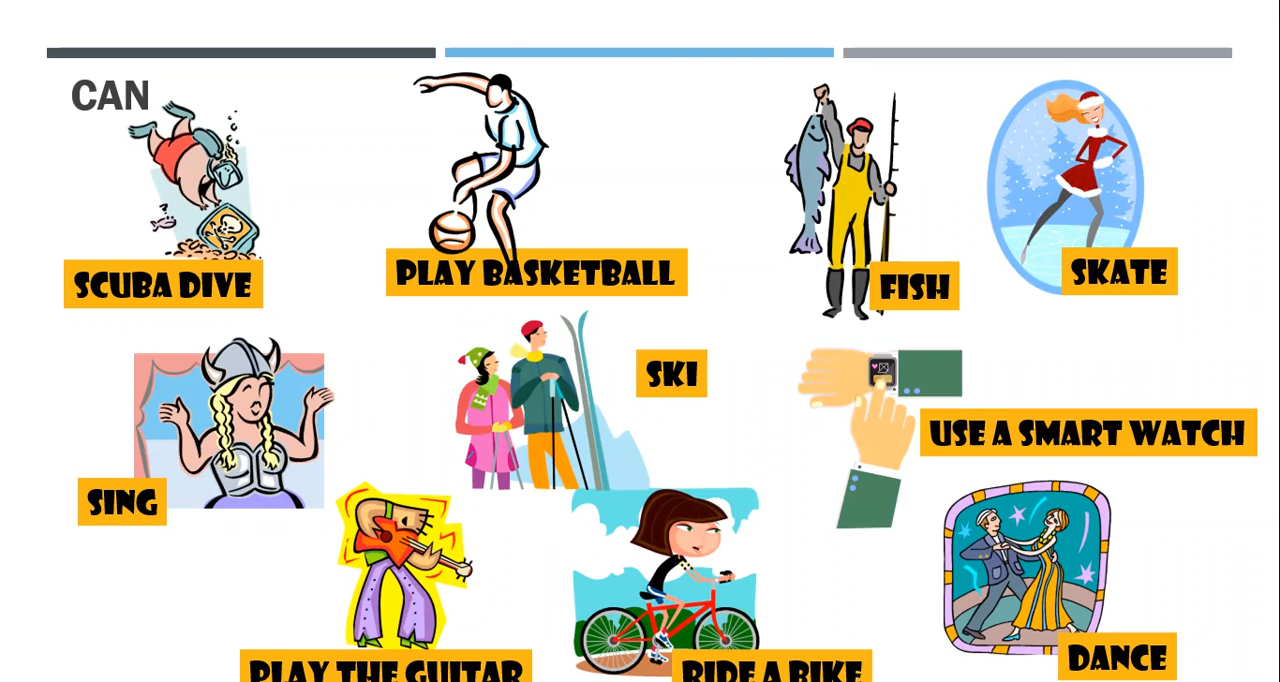 CAN
SCUBA DIVE
PLAY BASKETBALL
FISH
SKATE
SING
SKI
USE A SMART WATCH
PLAY THE GUITAR
RIDE A BIKE
DANCE